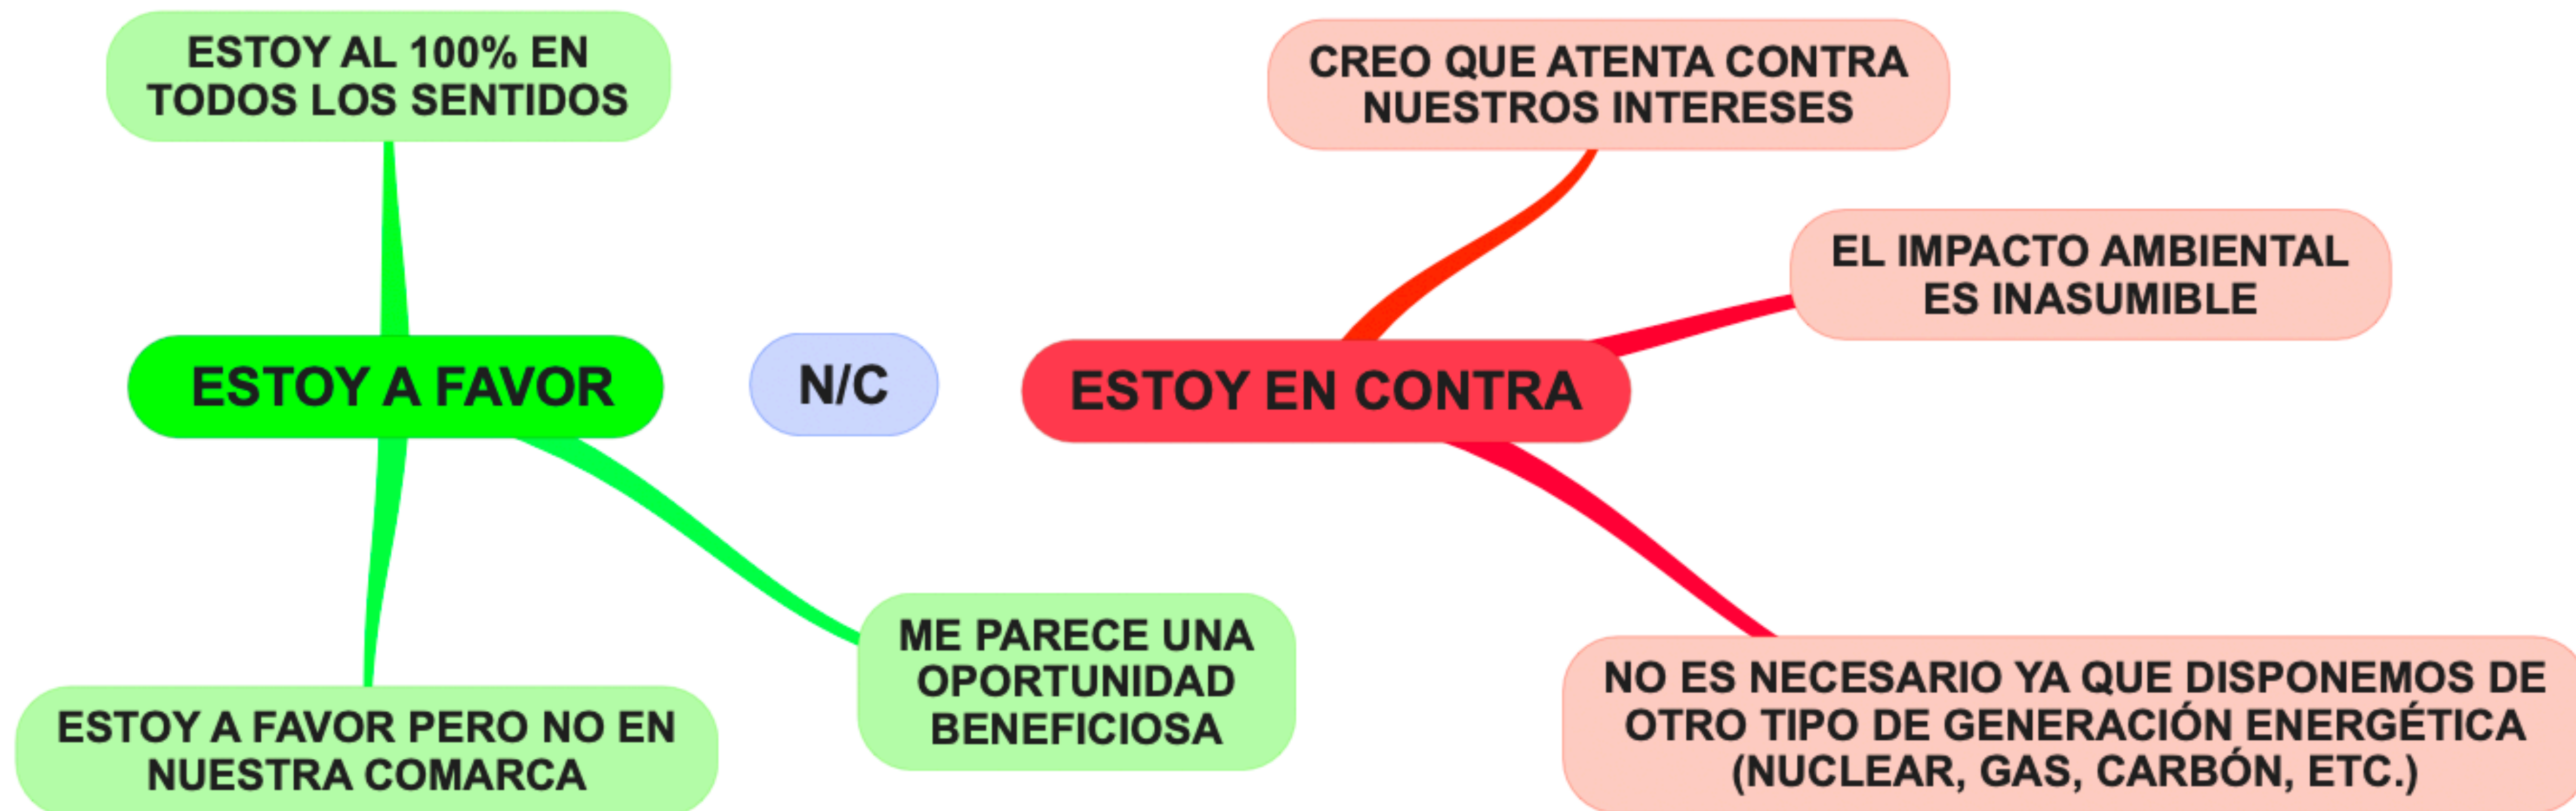 ESTOY AL 100% EN
TODOS LOS SENTIDOS
CREO QUE ATENTA CONTRA
NUESTROS INTERESES
EL IMPACTO AMBIENTAL
ES INASUMIBLE
ESTOY A FAVOR
N/C
ESTOY EN CONTRA
ME PARECE UNA
OPORTUNIDAD
BENEFICIOSA
ESTOY A FAVOR PERO NO EN
NUESTRA COMARCA
NO ES NECESARIO YA QUE DISPONEMOS DE
OTRO TIPO DE GENERACIÓN ENERGÉTICA
(NUCLEAR, GAS, CARBÓN, ETC.)